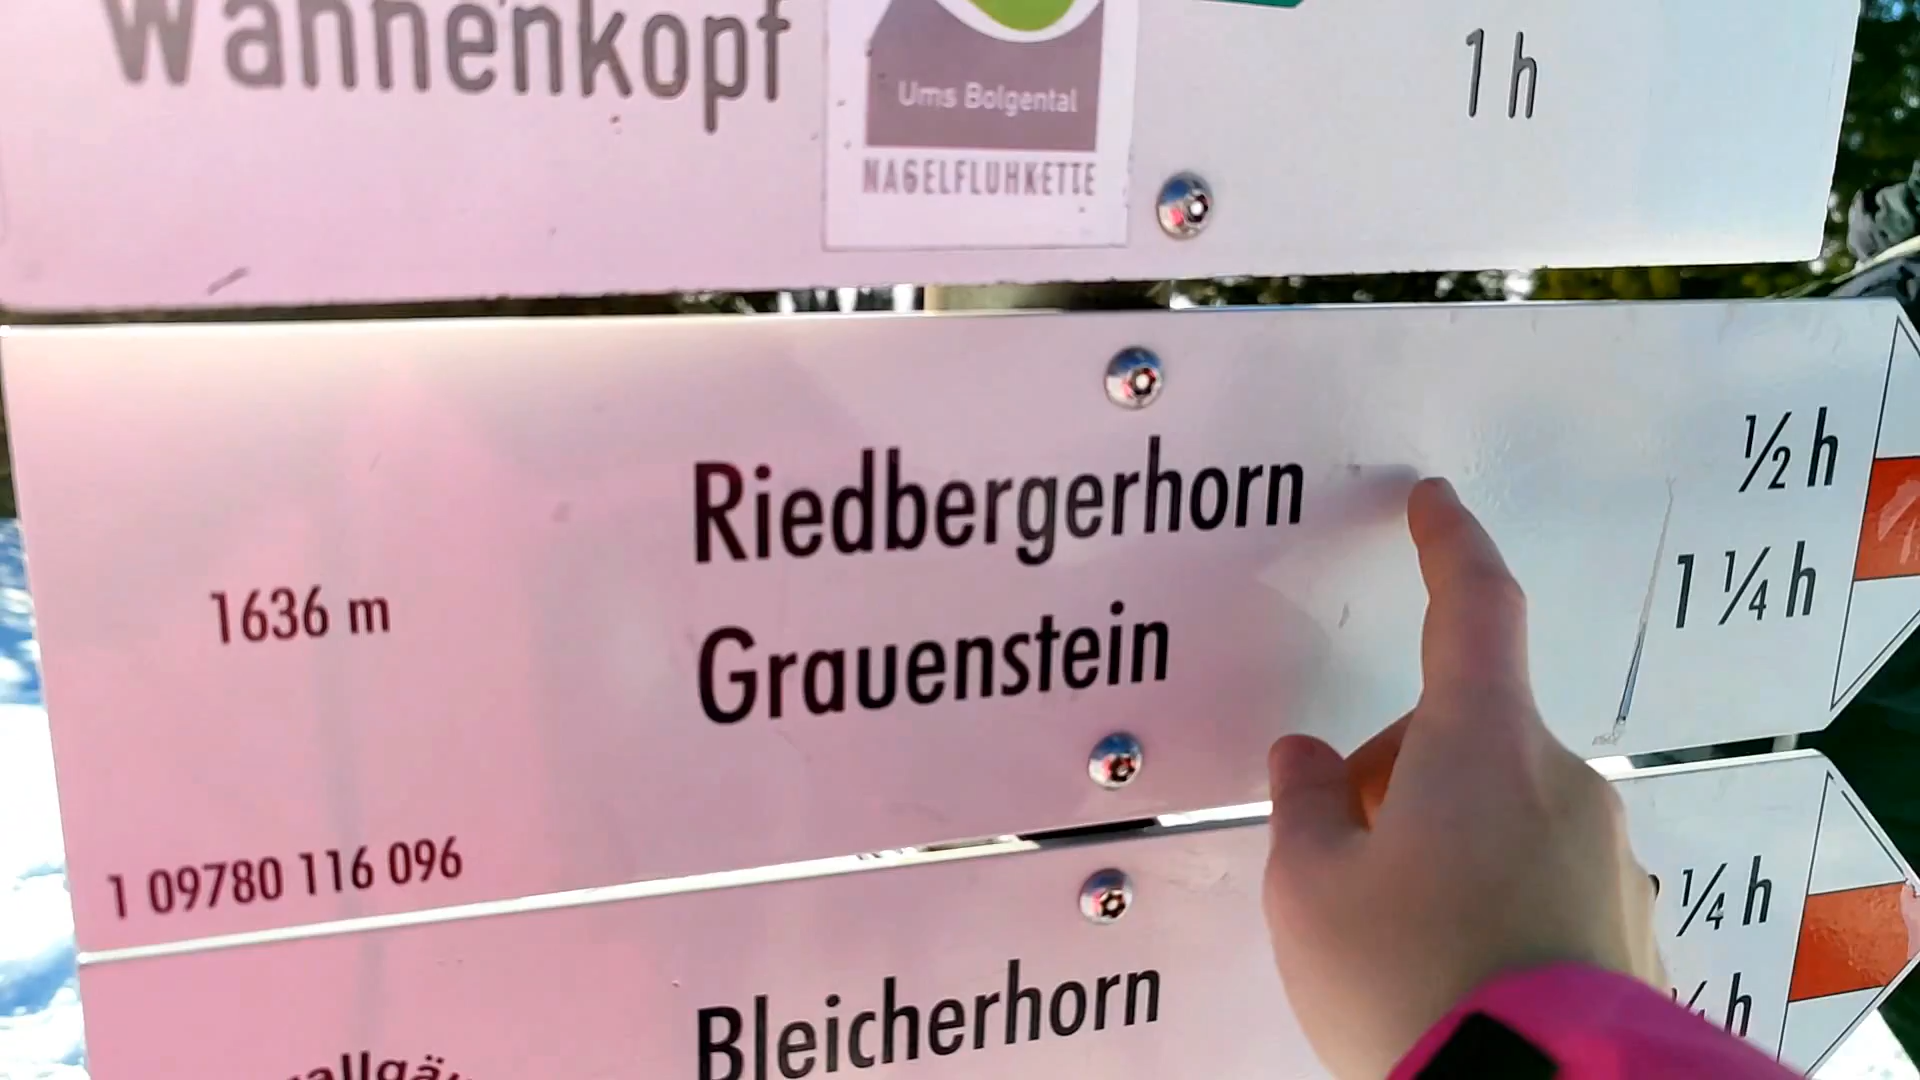 Wannenkopf
1 h
Ums Bolgental
NAGELFLUHKETTE
Riedbergerhorn ½ h
1636 m
Grauenstein 1 ¼ h
1 09780 116 096
¼ h
Bleicherhorn
h